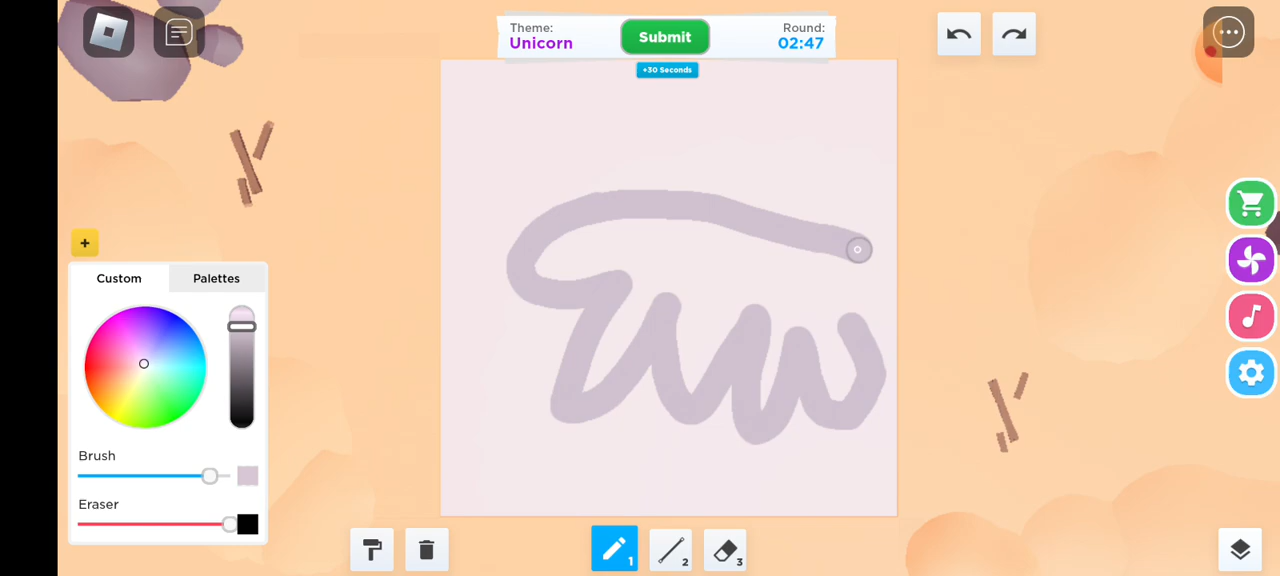 Theme:
Unicorn
Submit
Round:
02:47
+30 Seconds
+
Custom
Palettes
Brush
Eraser
1
2
3